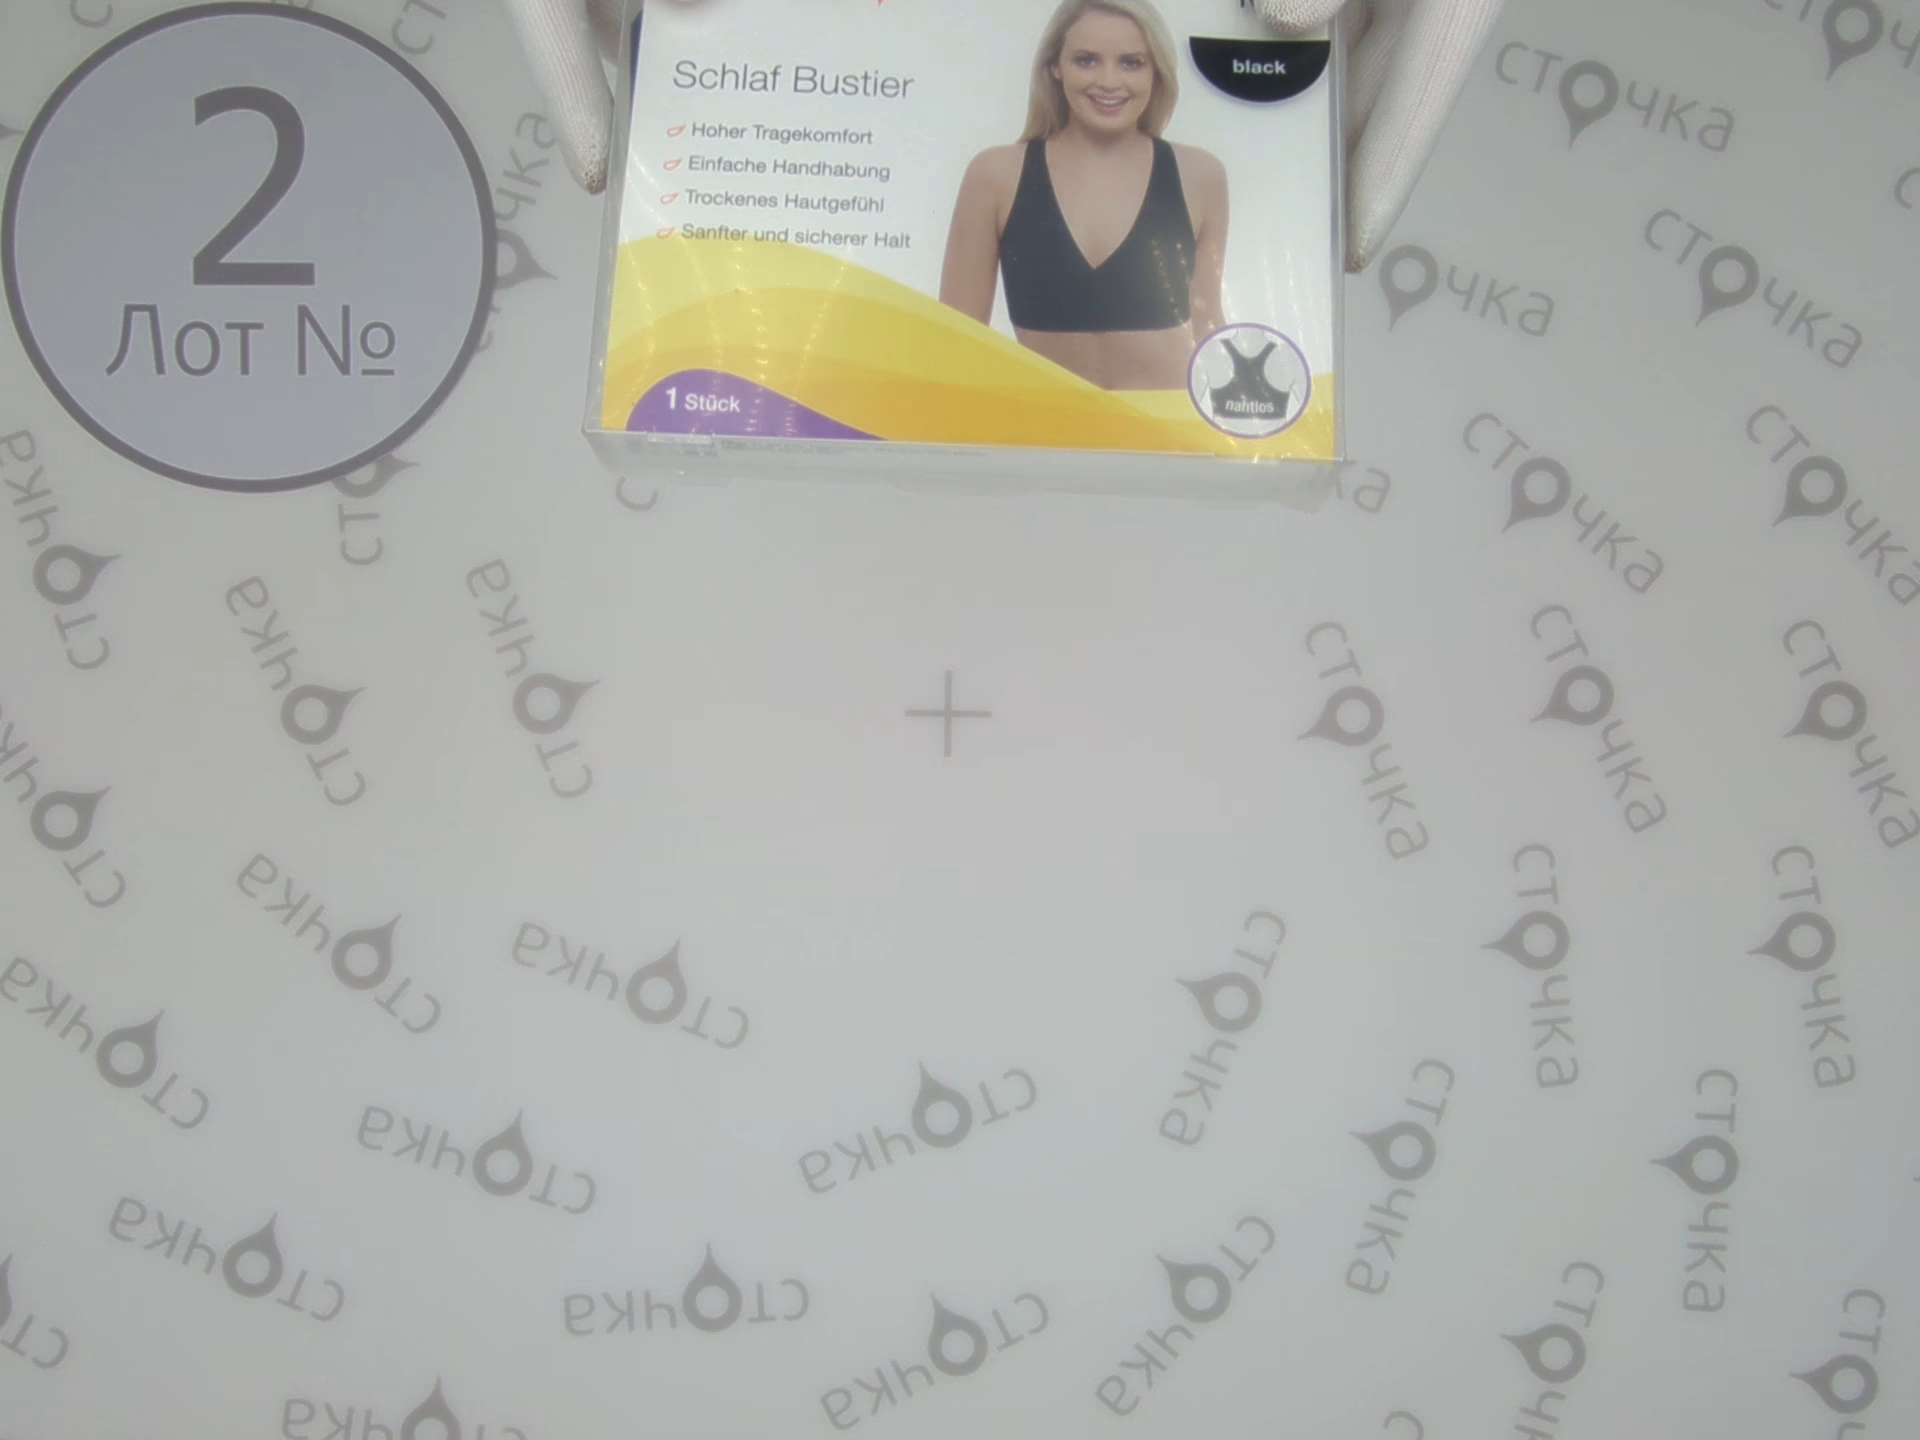 2
Лот №
Schlaf Bustier
Hoher Tragekomfort
Einfache Handhabung
Trockenes Hautgefühl
Sanfter und sicherer Halt
1 Stück
black
nahtlos
сточка